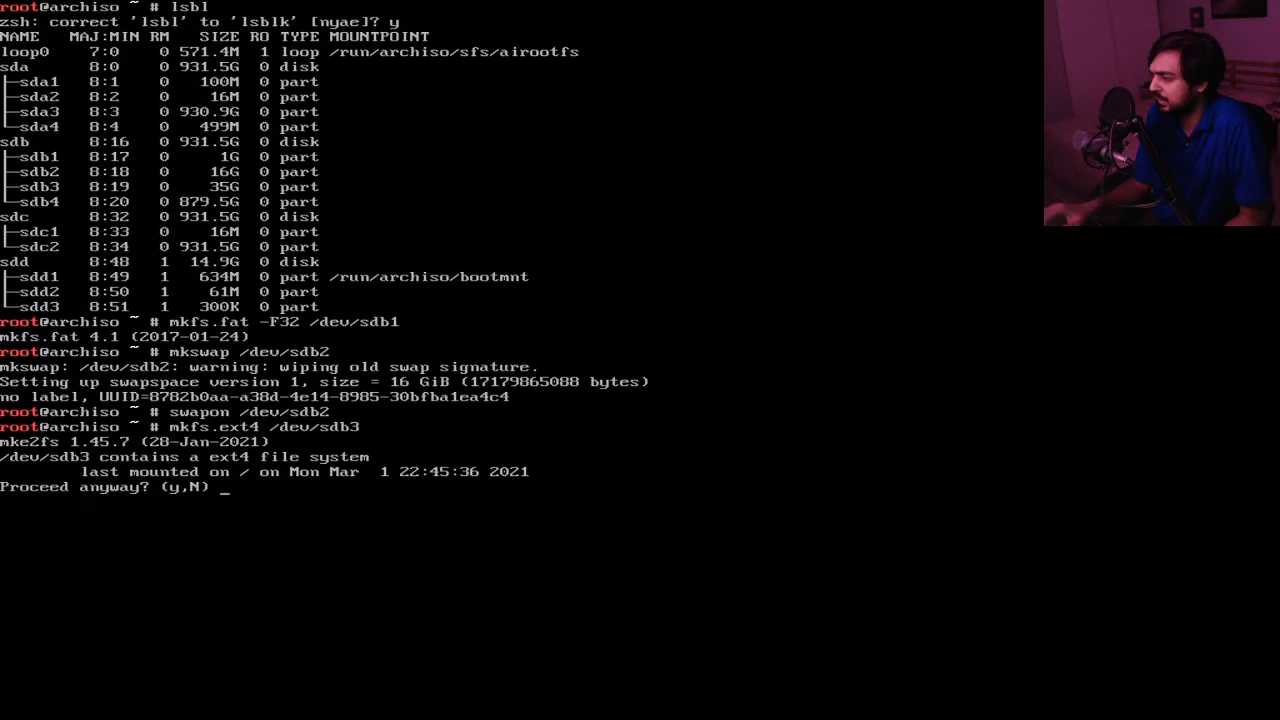 root@archiso ~ # lsbl
zsh: correct 'lsbl' to 'lsblk' [nyae]? y
NAME   MAJ:MIN RM   SIZE RO TYPE MOUNTPOINT
loop0    7:0    0 571.4M  1 loop /run/archiso/sfs/airootfs
sda      8:0    0 931.5G  0 disk
├─sda1   8:1    0   100M  0 part
├─sda2   8:2    0    16M  0 part
├─sda3   8:3    0 930.9G  0 part
└─sda4   8:4    0   499M  0 part
sdb      8:16   0 931.5G  0 disk
├─sdb1   8:17   0     1G  0 part
├─sdb2   8:18   0    16G  0 part
├─sdb3   8:19   0    35G  0 part
└─sdb4   8:20   0 879.5G  0 part
sdc      8:32   0 931.5G  0 disk
├─sdc1   8:33   0    16M  0 part
└─sdc2   8:34   0 931.5G  0 part
sdd      8:48   1  14.9G  0 disk
├─sdd1   8:49   1   634M  0 part /run/archiso/bootmnt
├─sdd2   8:50   1    61M  0 part
└─sdd3   8:51   1   300K  0 part
root@archiso ~ # mkfs.fat -F32 /dev/sdb1
mkfs.fat 4.1 (2017-01-24)
root@archiso ~ # mkswap /dev/sdb2
mkswap: /dev/sdb2: warning: wiping old swap signature.
Setting up swapspace version 1, size = 16 GiB (17179865088 bytes)
no label, UUID=8782b0aa-a38d-4e14-8985-30bfba1ea4c4
root@archiso ~ # swapon /dev/sdb2
root@archiso ~ # mkfs.ext4 /dev/sdb3
mke2fs 1.45.7 (28-Jan-2021)
/dev/sdb3 contains a ext4 file system
        last mounted on / on Mon Mar  1 22:45:36 2021
Proceed anyway? (y,N) _